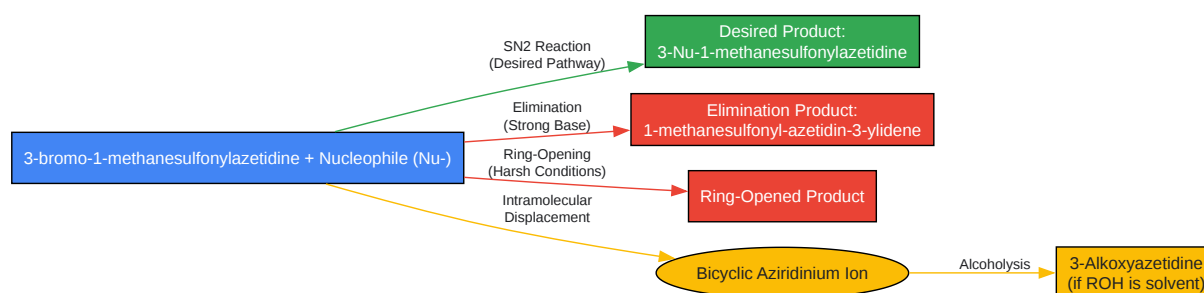 SN2 Reaction
(Desired Pathway)
Desired Product:
3-Nu-1-methanesulfonylazetidine
Elimination
(Strong Base)
Elimination Product:
1-methanesulfonyl-azetidin-3-ylidene
3-bromo-1-methanesulfonylazetidine + Nucleophile (Nu-)
Ring-Opening
(Harsh Conditions)
Ring-Opened Product
Intramolecular
Displacement
Bicyclic Aziridinium Ion
Alcoholysis
3-Alkoxyazetidine
(if ROH is solvent)